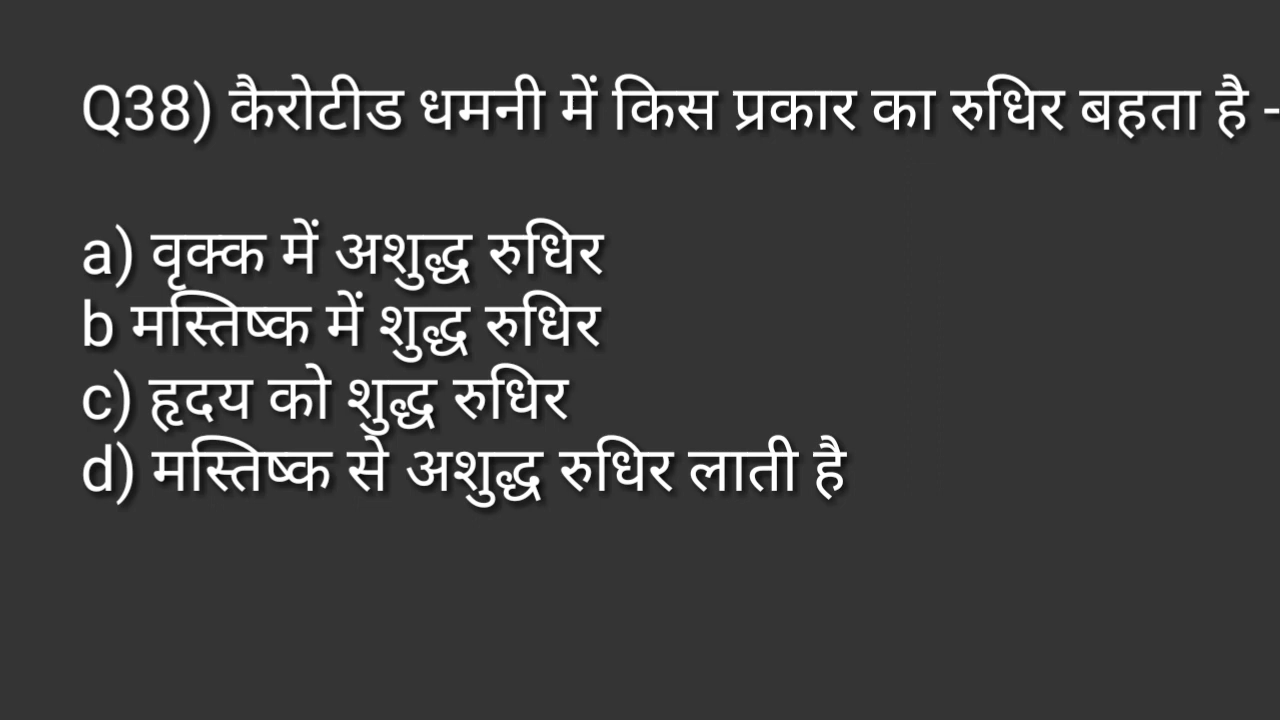 Q38) कैरोटीड धमनी में किस प्रकार का रुधिर बहता है -
a) वृक्क में अशुद्ध रुधिर
b मस्तिष्क में शुद्ध रुधिर
c) हृदय को शुद्ध रुधिर
d) मस्तिष्क से अशुद्ध रुधिर लाती है